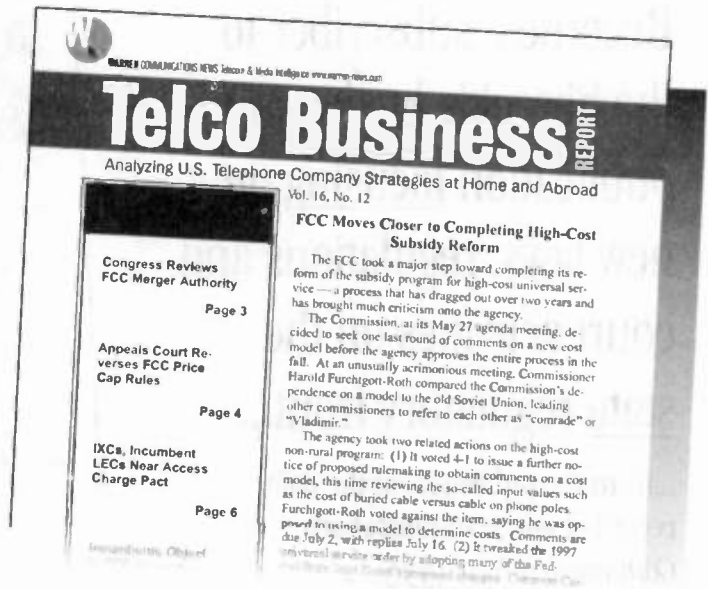 W
WARREN COMMUNICATIONS NEWS Telecom & Media Intelligence www.warren-news.com
Telco Business REPORT
Analyzing U.S. Telephone Company Strategies at Home and Abroad
Vol. 16, No. 12
Congress Reviews
FCC Merger Authority
Page 3
Appeals Court Re-
verses FCC Price
Cap Rules
Page 4
IXCs, Incumbent
LECs Near Access
Charge Pact
Page 6
FCC Moves Closer to Completing High-Cost
Subsidy Reform
The FCC took a major step toward completing its re-
form of the subsidy program for high-cost universal ser-
vice — a process that has dragged out over two years and
has brought much criticism onto the agency.
The Commission, at its May 27 agenda meeting, de-
cided to seek one last round of comments on a new cost
model before the agency approves the entire process in the
fall. At an unusually acrimonious meeting, Commissioner
Harold Furchtgott-Roth compared the Commission's de-
pendence on a model to the old Soviet Union, leading
other commissioners to refer to each other as "comrade" or
"Vladimir."
The agency took two related actions on the high-cost
non-rural program: (1) It voted 4-1 to issue a further no-
tice of proposed rulemaking to obtain comments on a cost
model, this time reviewing the so-called input values such
as the cost of buried cable versus cable on phone poles.
Furchtgott-Roth voted against the item, saying he was op-
posed to using a model to determine costs. Comments are
due July 2, with replies July 16. (2) It tweaked the 1997
universal service order by adopting many of the Fed-